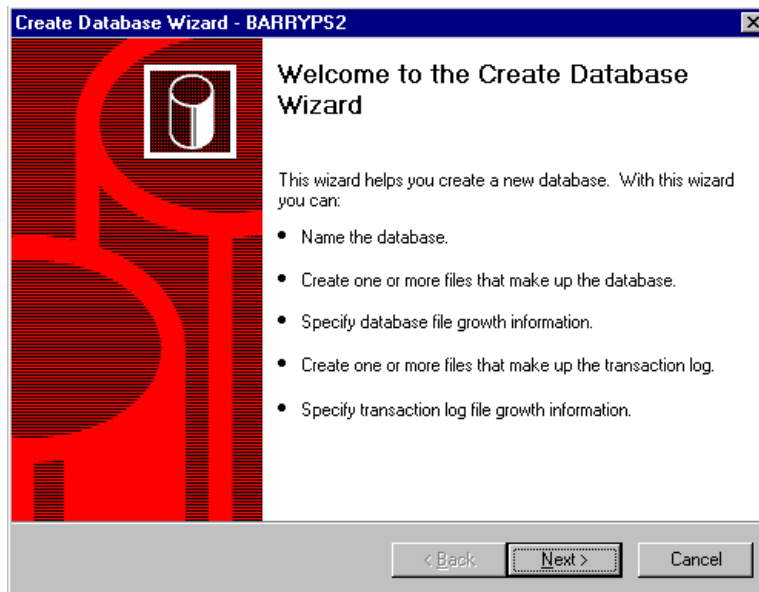 Create Database Wizard - BARRYPS2
Welcome to the Create Database
Wizard
This wizard helps you create a new database.  With this wizard
you can:
• Name the database.
• Create one or more files that make up the database.
• Specify database file growth information.
• Create one or more files that make up the transaction log.
• Specify transaction log file growth information.
< Back
Next >
Cancel